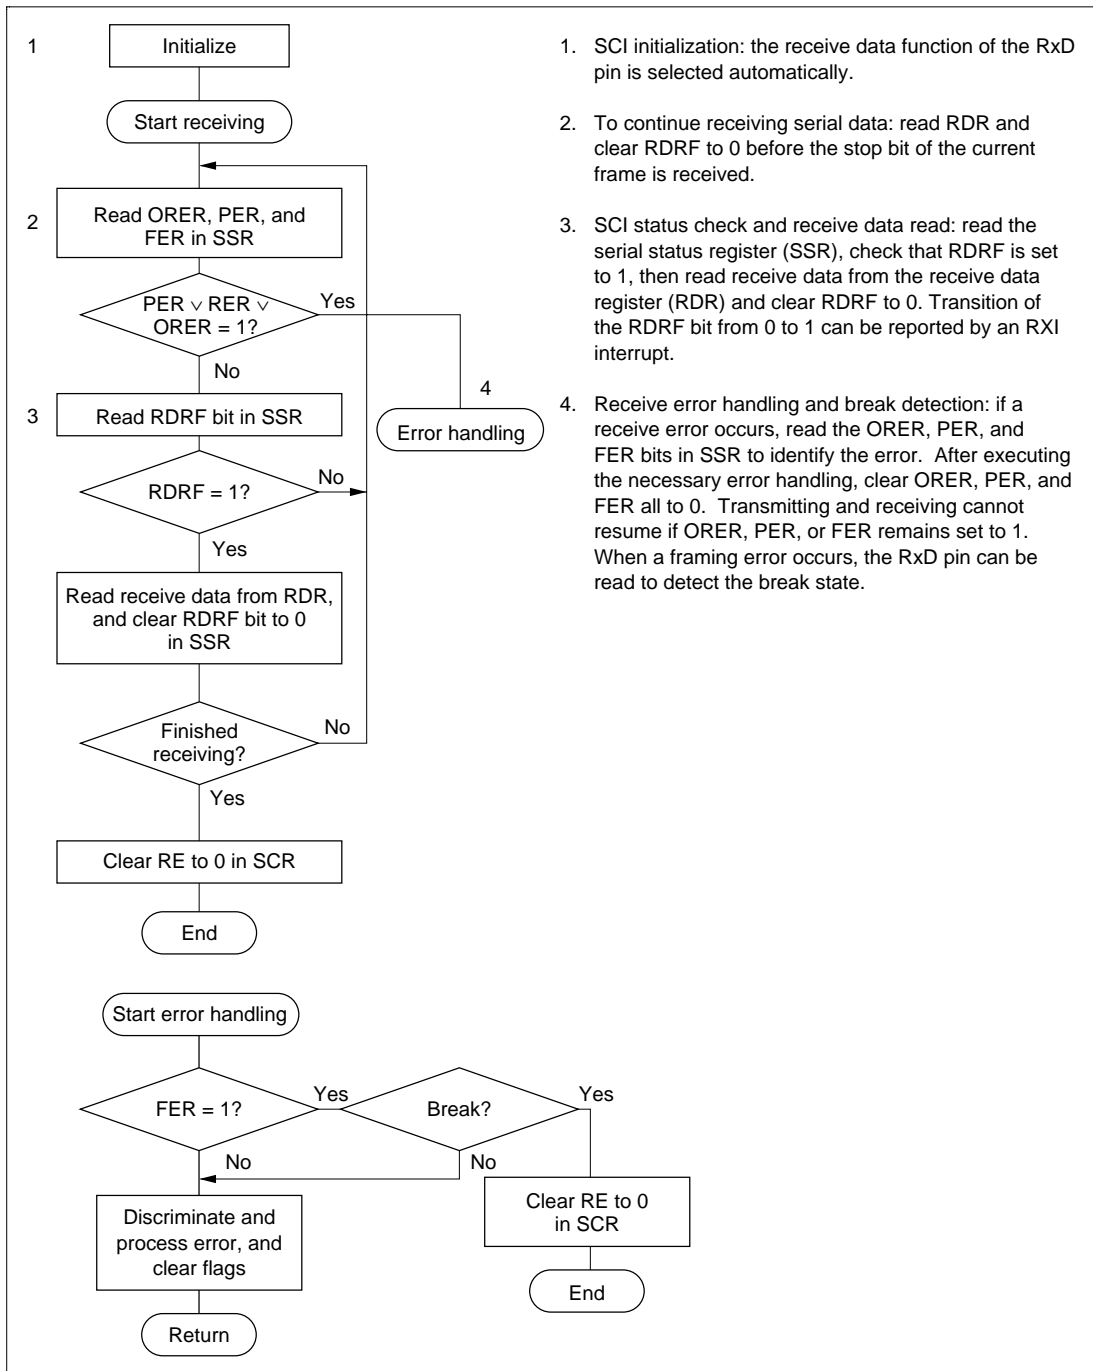 1
Initialize
Start receiving
2
Read ORER, PER, and
FER in SSR
PER ∨ RER ∨
ORER = 1?
Yes
No
4
Error handling
3
Read RDRF bit in SSR
RDRF = 1?
No
Yes
Read receive data from RDR,
and clear RDRF bit to 0
in SSR
Finished
receiving?
No
Yes
Clear RE to 0 in SCR
End
Start error handling
FER = 1?
Yes
Break?
Yes
No
No
Discriminate and
process error, and
clear flags
Clear RE to 0
in SCR
End
Return
1. SCI initialization: the receive data function of the RxD
pin is selected automatically.
2. To continue receiving serial data: read RDR and
clear RDRF to 0 before the stop bit of the current
frame is received.
3. SCI status check and receive data read: read the
serial status register (SSR), check that RDRF is set
to 1, then read receive data from the receive data
register (RDR) and clear RDRF to 0. Transition of
the RDRF bit from 0 to 1 can be reported by an RXI
interrupt.
4. Receive error handling and break detection: if a
receive error occurs, read the ORER, PER, and
FER bits in SSR to identify the error. After executing
the necessary error handling, clear ORER, PER, and
FER all to 0. Transmitting and receiving cannot
resume if ORER, PER, or FER remains set to 1.
When a framing error occurs, the RxD pin can be
read to detect the break state.